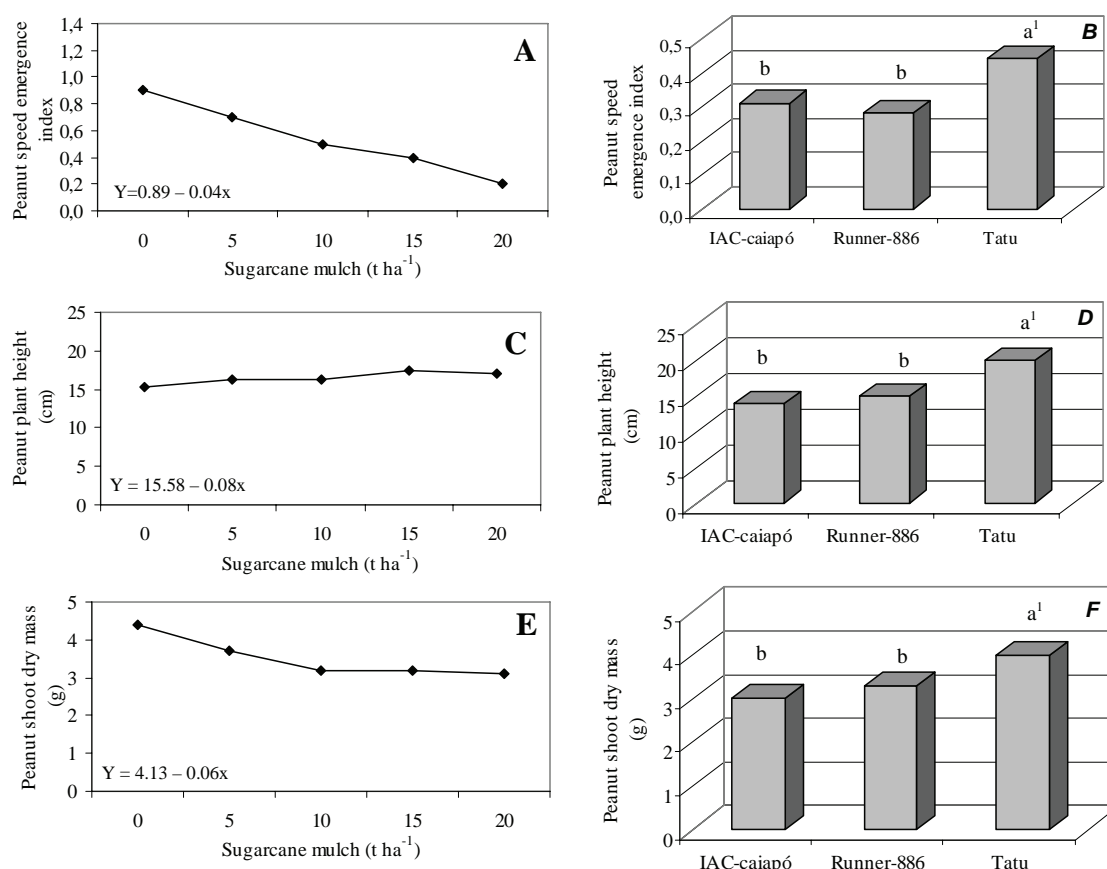 A
Peanut speed emergence
index
1,4
1,2
1,0
0,8
0,6
0,4
0,2
0,0
Y=0.89 – 0.04x
0 5 10 15 20
Sugarcane mulch (t ha⁻¹)
B
Peanut speed
emergence index
0,5
0,4
0,3
0,2
0,1
0,0
b b a¹
IAC-caiapó Runner-886 Tatu
C
Peanut plant height
(cm)
25
20
15
10
5
0
Y = 15.58 – 0.08x
0 5 10 15 20
Sugarcane mulch (t ha⁻¹)
D
Peanut plant height
(cm)
25
20
15
10
5
0
b b a¹
IAC-caiapó Runner-886 Tatu
E
Peanut shoot dry mass
(g)
5
4
3
2
1
0
Y = 4.13 – 0.06x
0 5 10 15 20
Sugarcane mulch (t ha⁻¹)
F
Peanut shoot dry mass
(g)
5
4
3
2
1
0
b b a¹
IAC-caiapó Runner-886 Tatu